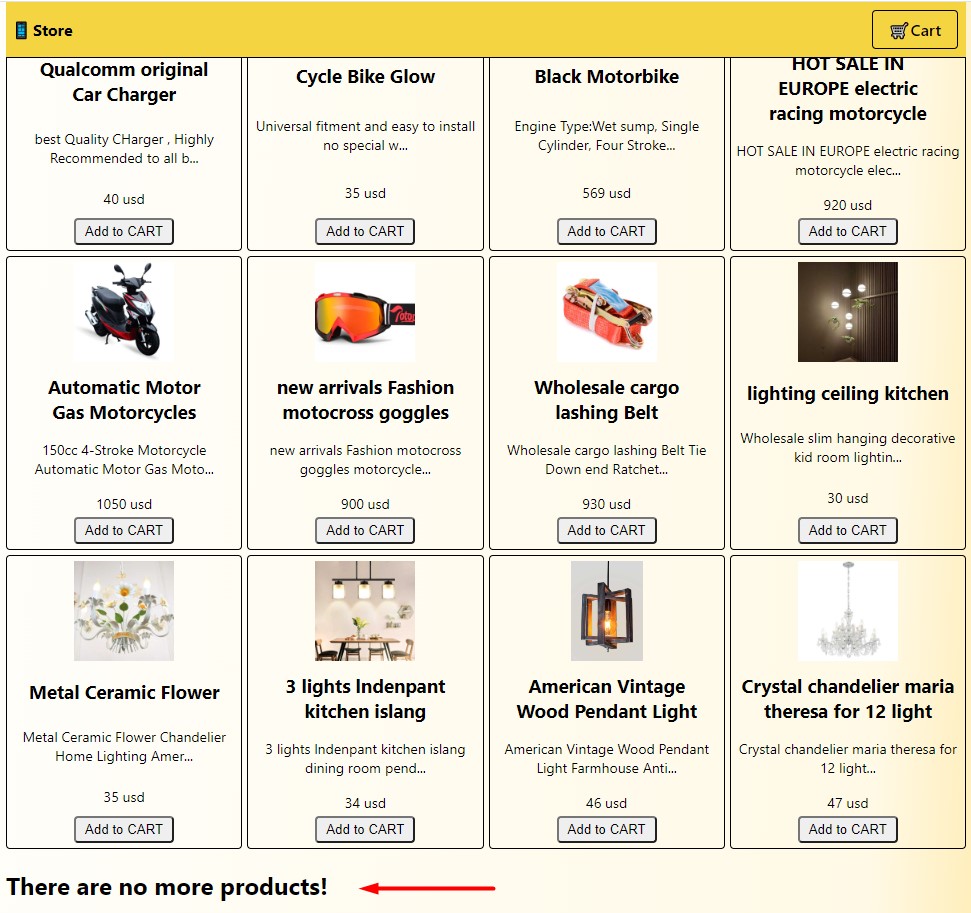 Store
Cart
Qualcomm original
Car Charger
best Quality CHarger , Highly
Recommended to all b...
40 usd
Add to CART
Cycle Bike Glow
Universal fitment and easy to install
no special w...
35 usd
Add to CART
Black Motorbike
Engine Type:Wet sump, Single
Cylinder, Four Stroke...
569 usd
Add to CART
HOT SALE IN
EUROPE electric
racing motorcycle
HOT SALE IN EUROPE electric racing
motorcycle elec...
920 usd
Add to CART
Automatic Motor
Gas Motorcycles
150cc 4-Stroke Motorcycle
Automatic Motor Gas Moto...
1050 usd
Add to CART
new arrivals Fashion
motocross goggles
new arrivals Fashion motocross
goggles motorcycle...
900 usd
Add to CART
Wholesale cargo
lashing Belt
Wholesale cargo lashing Belt Tie
Down end Ratchet...
930 usd
Add to CART
lighting ceiling kitchen
Wholesale slim hanging decorative
kid room lightin...
30 usd
Add to CART
Metal Ceramic Flower
Metal Ceramic Flower Chandelier
Home Lighting Amer...
35 usd
Add to CART
3 lights lndenpant
kitchen islang
3 lights lndenpant kitchen islang
dining room pend...
34 usd
Add to CART
American Vintage
Wood Pendant Light
American Vintage Wood Pendant
Light Farmhouse Anti...
46 usd
Add to CART
Crystal chandelier maria
theresa for 12 light
Crystal chandelier maria theresa for
12 light...
47 usd
Add to CART
There are no more products!